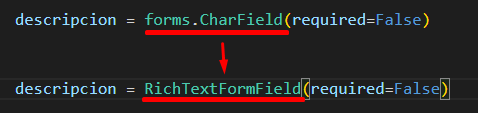 descripcion = forms.CharField(required=False)
descripcion = RichTextFormField(required=False)